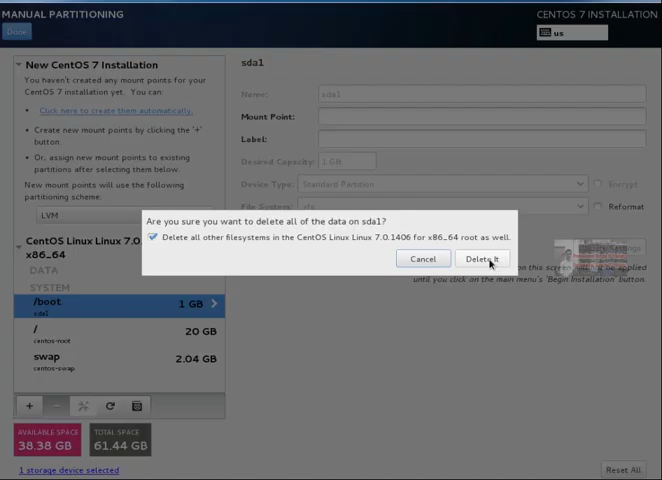 MANUAL PARTITIONING
CENTOS 7 INSTALLATION
Done
us
New CentOS 7 Installation
You haven't created any mount points for your
CentOS 7 installation yet. You can:
Click here to create them automatically.
Create new mount points by clicking the '+'
button.
Or, assign new mount points to existing
partitions after selecting them below.
New mount points will use the following
partitioning scheme:
LVM
CentOS Linux Linux 7.0.
x86_64
DATA
SYSTEM
/boot
sda1
1 GB
/
centos-root
20 GB
swap
centos-swap
2.04 GB
AVAILABLE SPACE
38.38 GB
TOTAL SPACE
61.44 GB
1 storage device selected
sda1
Name: sda1
Mount Point:
Label:
Desired Capacity: 1 GB
Device Type: Standard Partition
Encrypt
File System: xfs
Reformat
Are you sure you want to delete all of the data on sda1?
Delete all other filesystems in the CentOS Linux Linux 7.0.1406 for x86_64 root as well.
Cancel
Delete It
Settings
on this screen
be applied
until you click on the main menu's 'Begin Installation' button.
Reset All